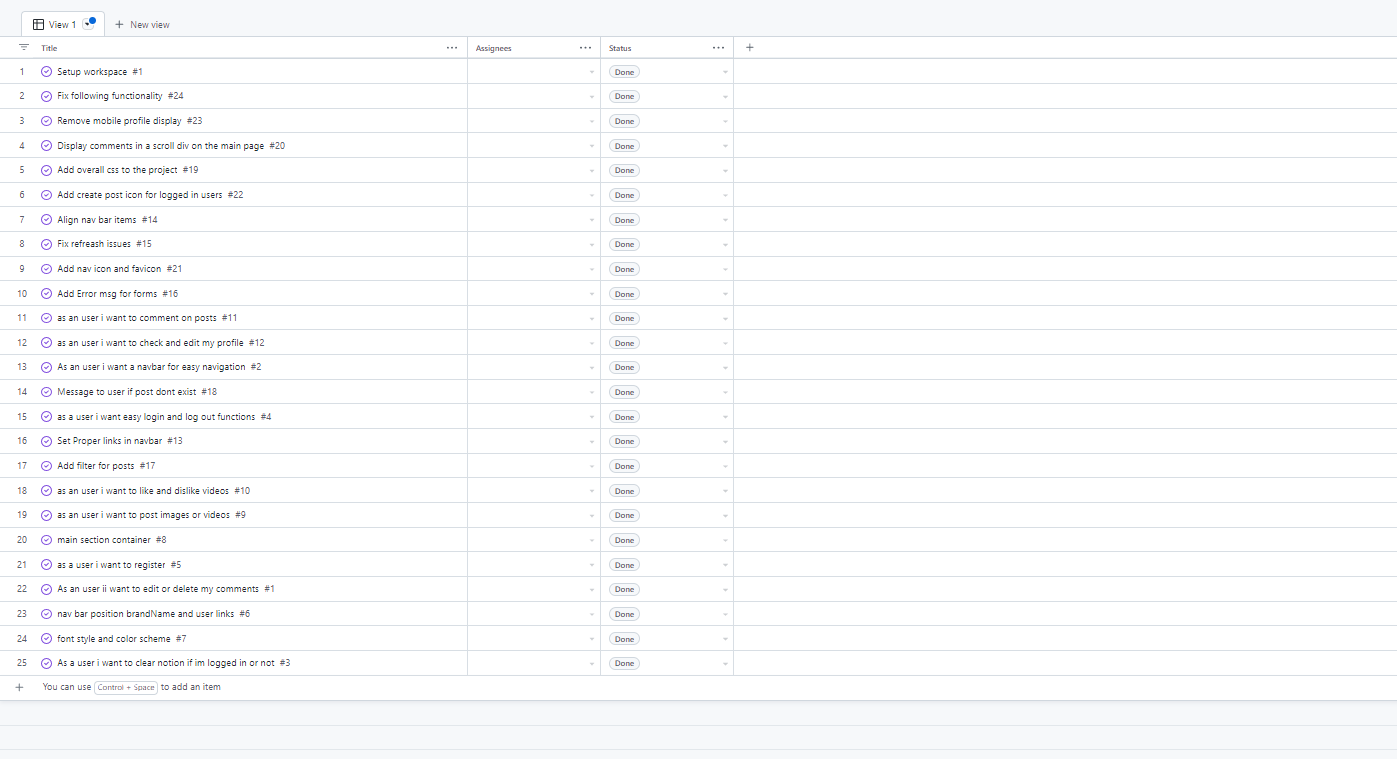 View 1 New view
Title Assignees Status
1 Setup workspace #1 Done
2 Fix following functionality #24 Done
3 Remove mobile profile display #23 Done
4 Display comments in a scroll div on the main page #20 Done
5 Add overall css to the project #19 Done
6 Add create post icon for logged in users #22 Done
7 Align nav bar items #14 Done
8 Fix refreash issues #15 Done
9 Add nav icon and favicon #21 Done
10 Add Error msg for forms #16 Done
11 as an user i want to comment on posts #11 Done
12 as an user i want to check and edit my profile #12 Done
13 As an user i want a navbar for easy navigation #2 Done
14 Message to user if post dont exist #18 Done
15 as a user i want easy login and log out functions #4 Done
16 Set Proper links in navbar #13 Done
17 Add filter for posts #17 Done
18 as an user i want to like and dislike videos #10 Done
19 as an user i want to post images or videos #9 Done
20 main section container #8 Done
21 as a user i want to register #5 Done
22 As an user ii want to edit or delete my comments #1 Done
23 nav bar position brandName and user links #6 Done
24 font style and color scheme #7 Done
25 As a user i want to clear notion if im logged in or not #3 Done
You can use Control + Space to add an item